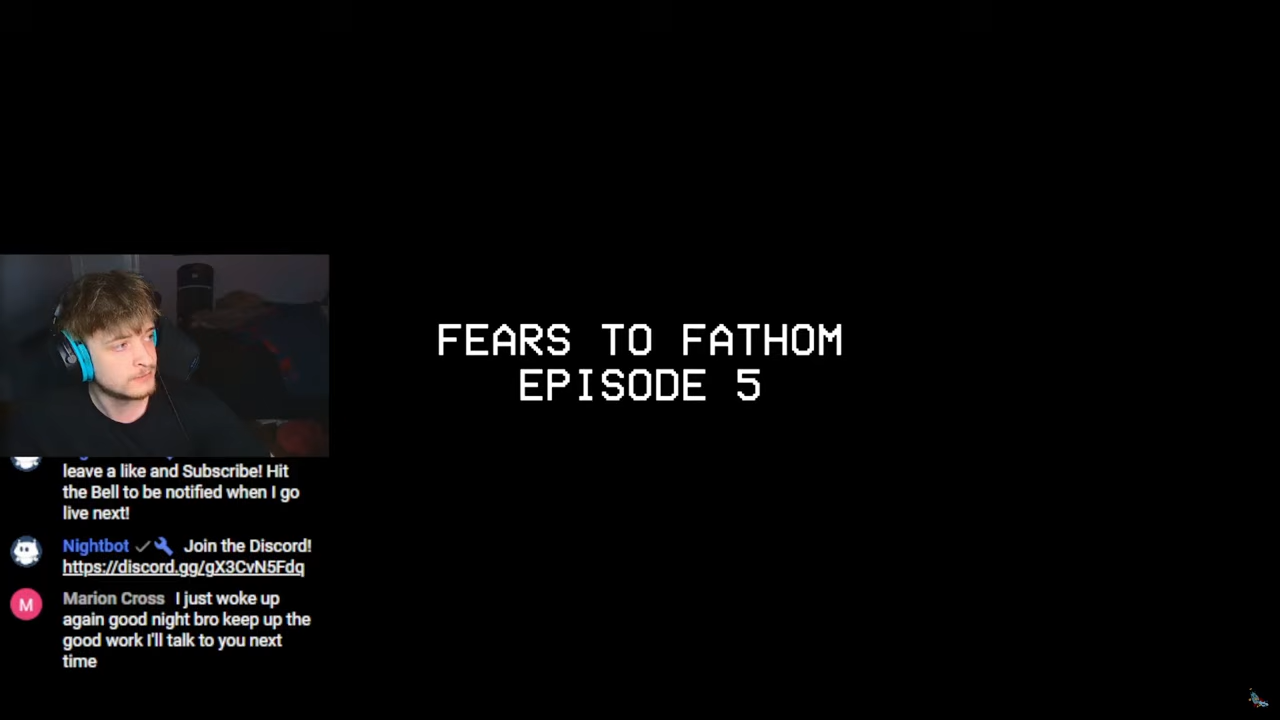 FEARS TO FATHOM
EPISODE 5
leave a like and Subscribe! Hit
the Bell to be notified when I go
live next!
Nightbot Join the Discord!
https://discord.gg/gX3CvN5Fdq
M
Marion Cross I just woke up
again good night bro keep up the
good work I'll talk to you next
time